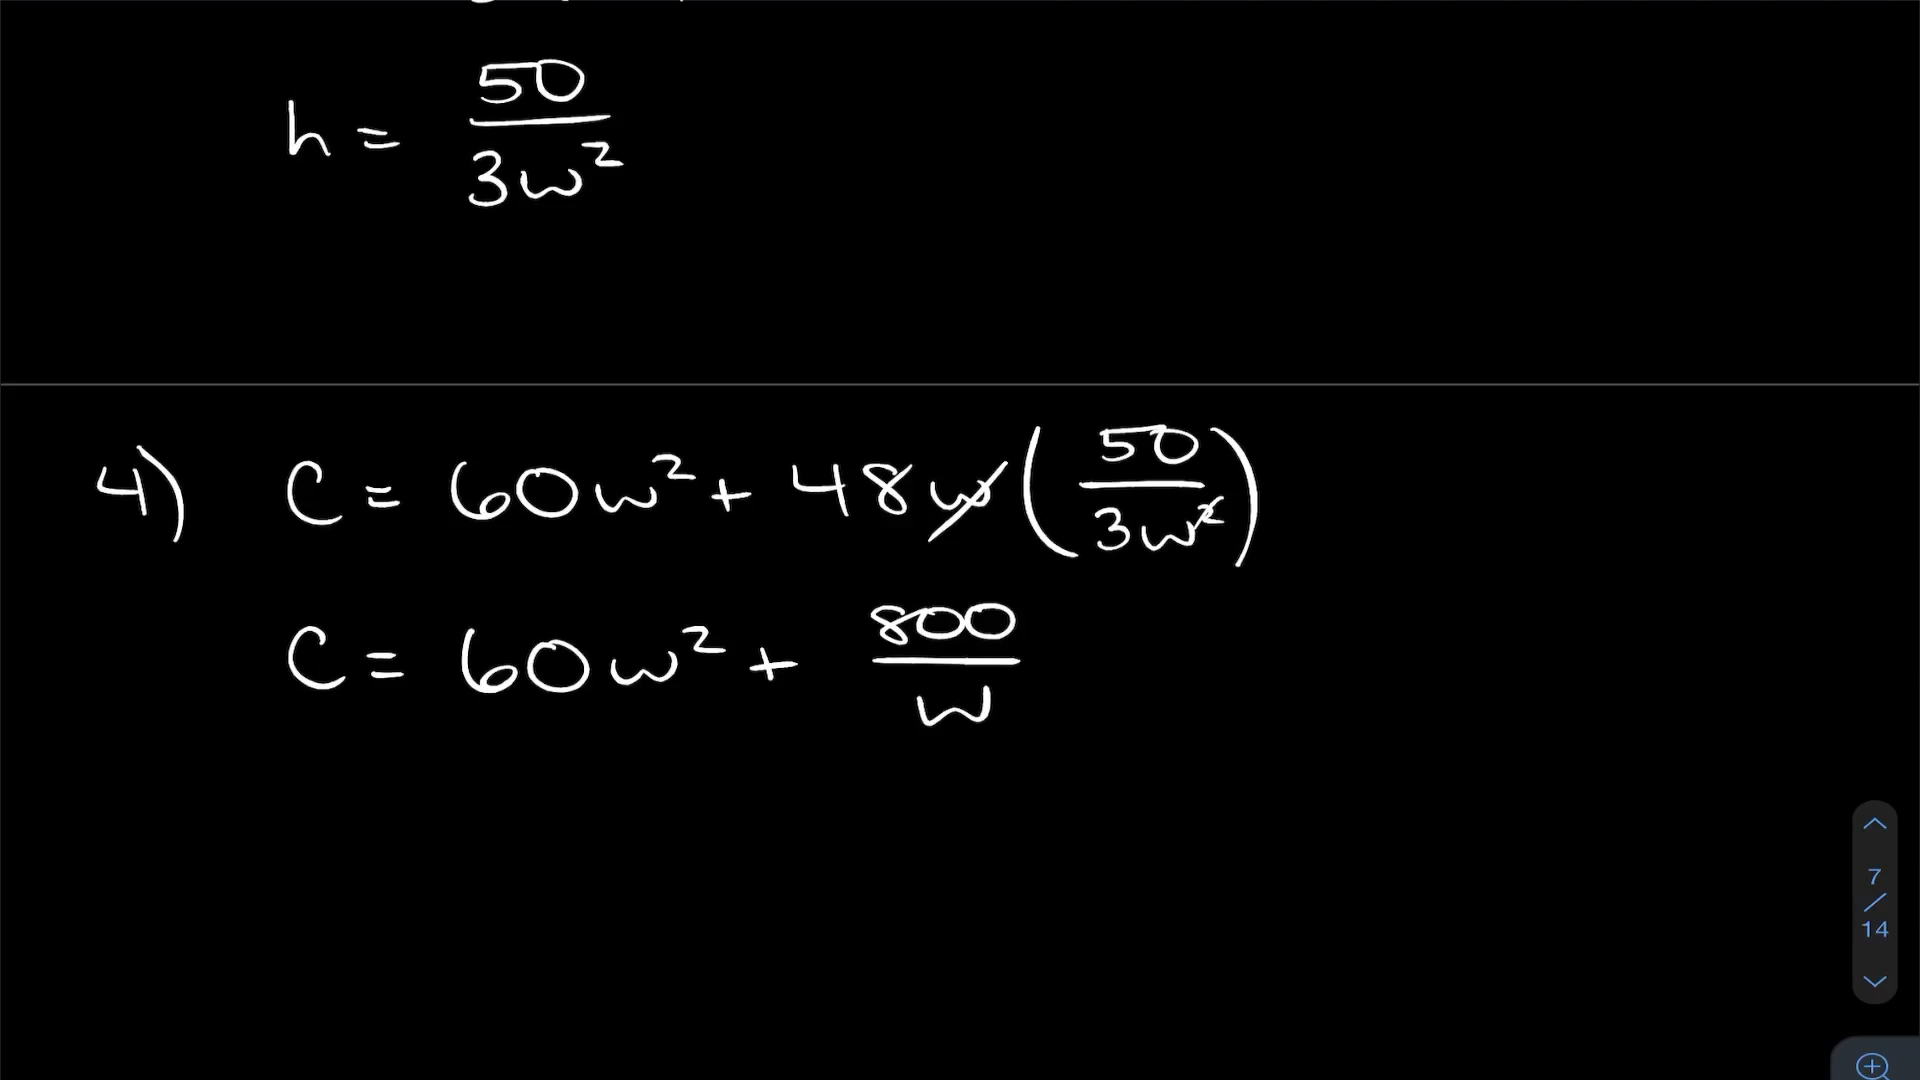 h = 50/3w²
4) C = 60w² + 48w (50/3w²)
C = 60w² + 800/w
7
/
14